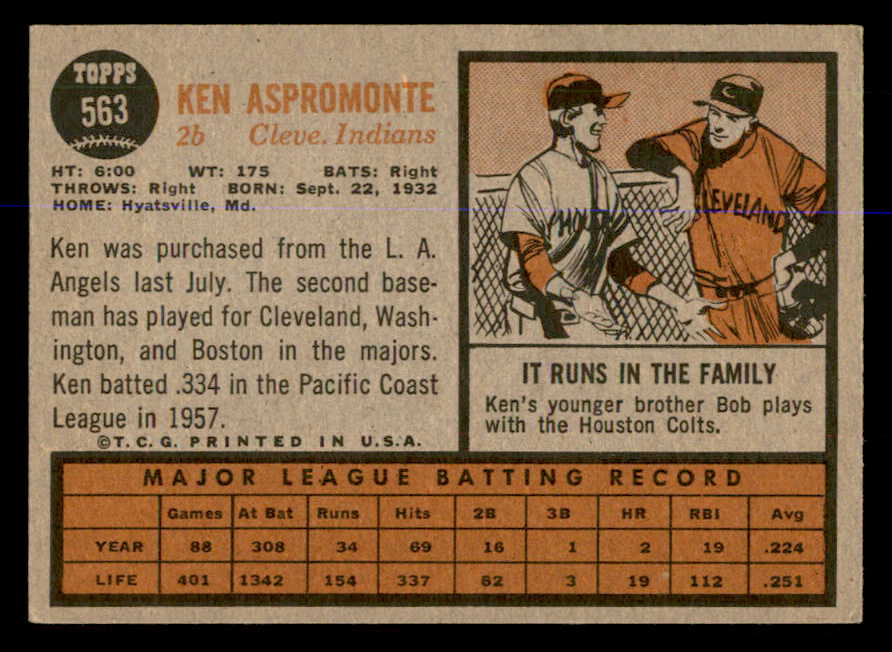 TOPPS
563
KEN ASPROMONTE
2b Cleve. Indians
HT: 6:00 WT: 175 BATS: Right
THROWS: Right BORN: Sept. 22, 1932
HOME: Hyatsville, Md.
Ken was purchased from the L. A.
Angels last July. The second base-
man has played for Cleveland, Wash-
ington, and Boston in the majors.
Ken batted .334 in the Pacific Coast
League in 1957.
©T.C.G. PRINTED IN U.S.A.
HOUST
C
CLEVELAND
IT RUNS IN THE FAMILY
Ken's younger brother Bob plays
with the Houston Colts.
MAJOR LEAGUE BATTING RECORD
Games At Bat Runs Hits 2B 3B HR RBI Avg
YEAR 88 308 34 69 16 1 2 19 .224
LIFE 401 1342 154 337 62 3 19 112 .251